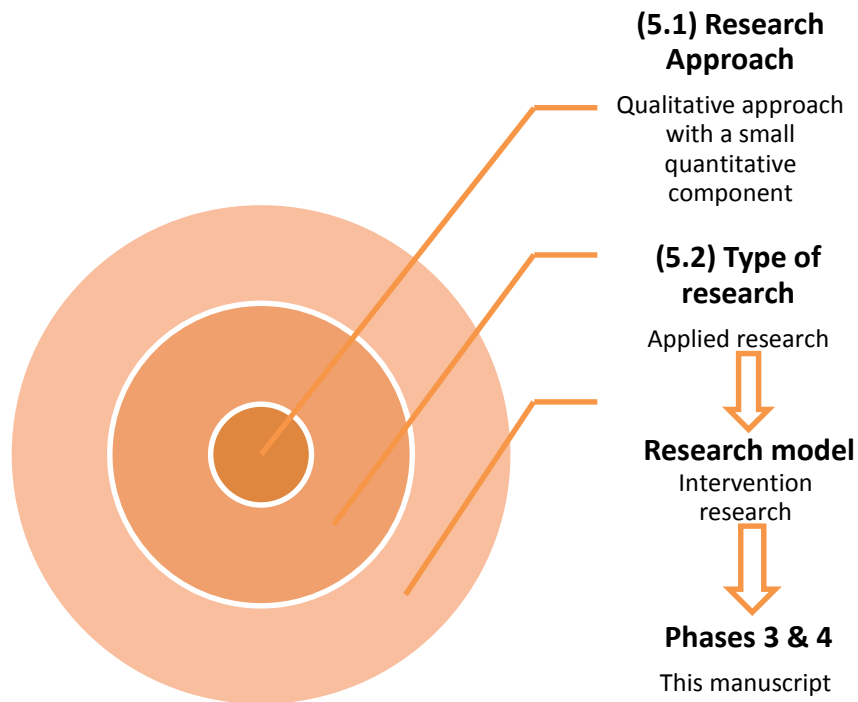 (5.1) Research
Approach
Qualitative approach
with a small
quantitative
component
(5.2) Type of
research
Applied research
Research model
Intervention
research
Phases 3 & 4
This manuscript